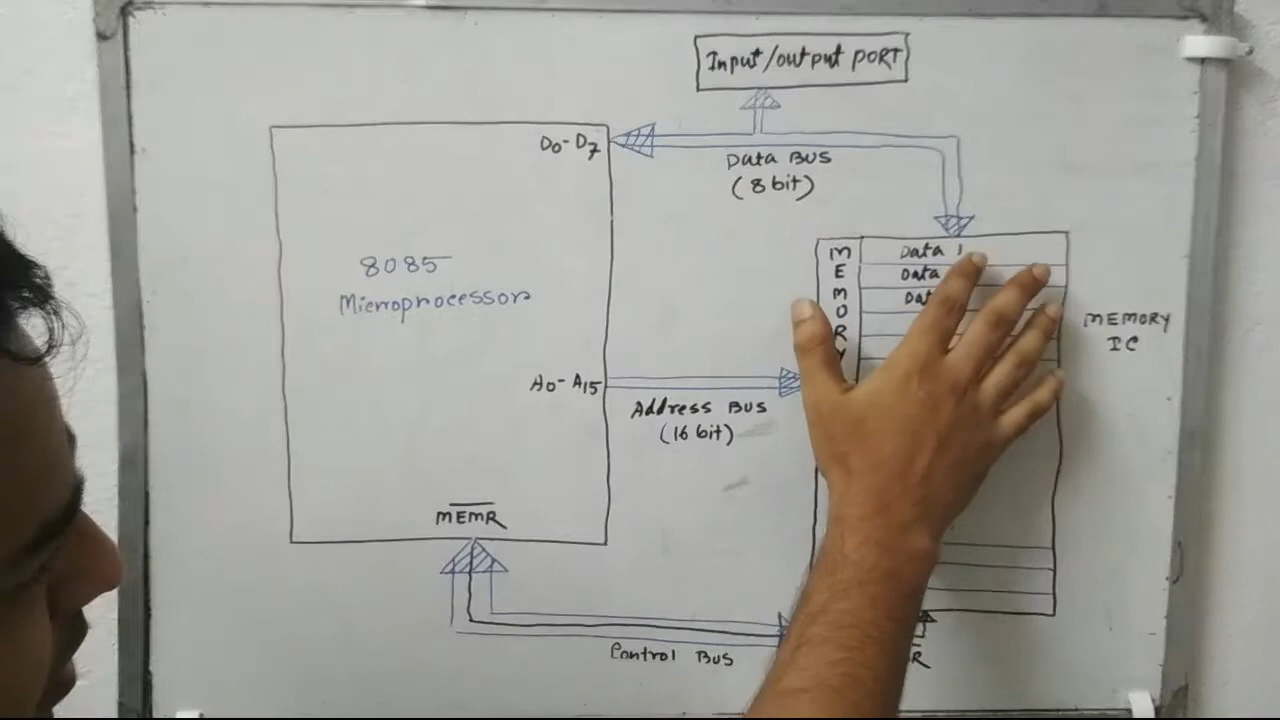 Input/output PORT
D0-D7
Data BUS
(8 bit)
8085
Microprocessor
MEMORY
Data 1
Data
MEMORY
IC
A0-A15
Address BUS
(16 bit)
MEMR
Control BUS
R